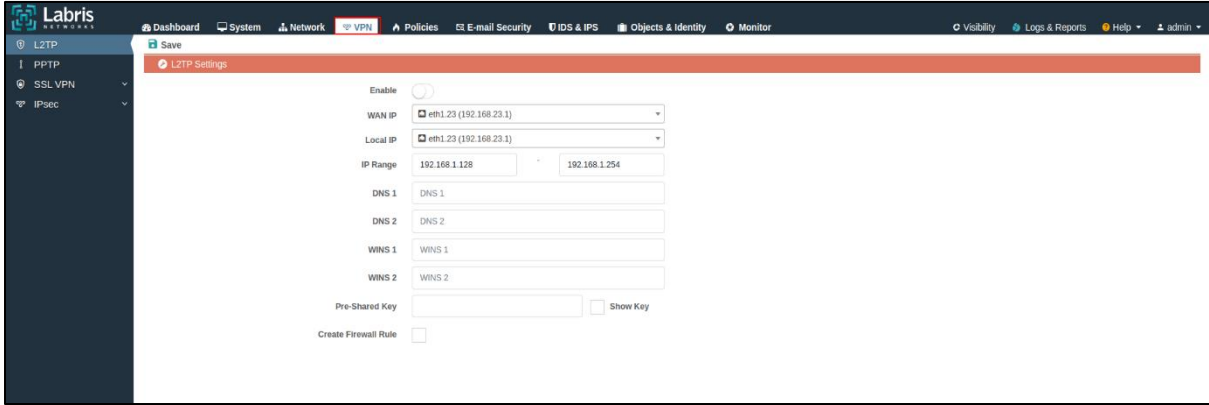 Labris
NETWORKS
Dashboard System Network VPN Policies E-mail Security IDS & IPS Objects & Identity Monitor Visibility Logs & Reports Help admin
L2TP
PPTP
SSL VPN
IPsec
Save
L2TP Settings
Enable
WAN IP eth1.23 (192.168.23.1)
Local IP eth1.23 (192.168.23.1)
IP Range 192.168.1.128 - 192.168.1.254
DNS 1 DNS 1
DNS 2 DNS 2
WINS 1 WINS 1
WINS 2 WINS 2
Pre-Shared Key Show Key
Create Firewall Rule